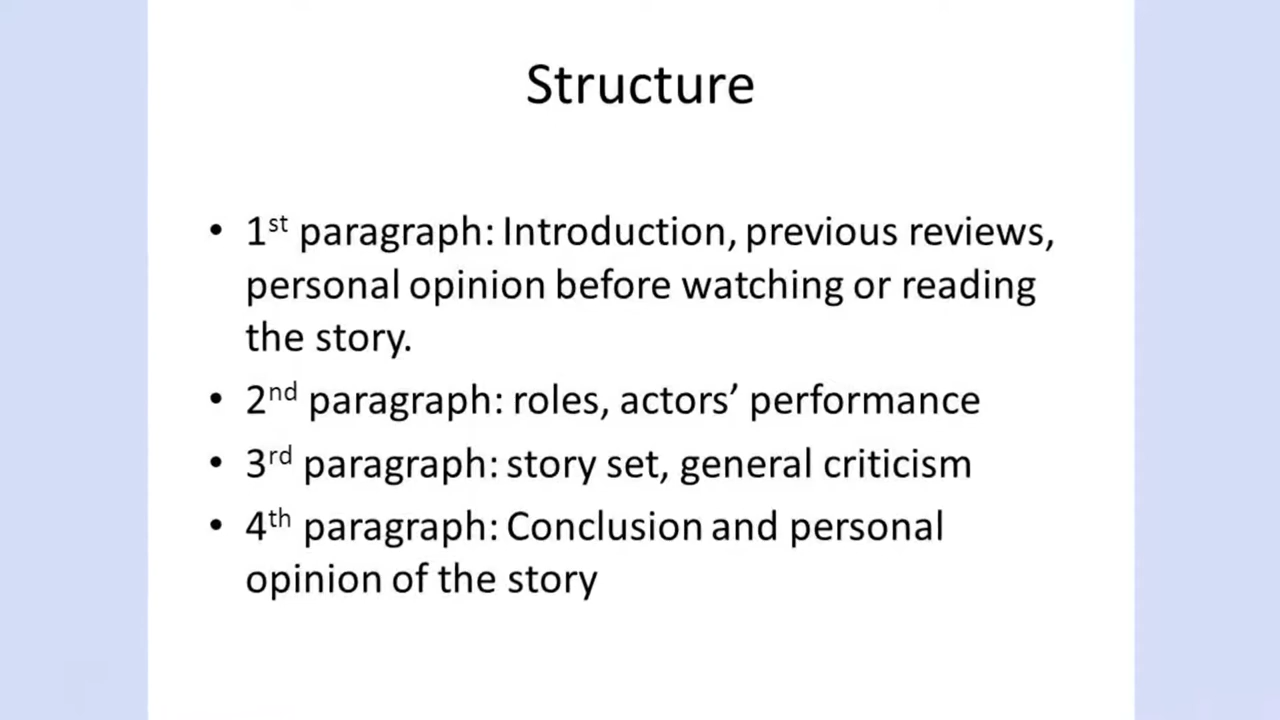 Structure
• 1st paragraph: Introduction, previous reviews,
personal opinion before watching or reading
the story.
• 2nd paragraph: roles, actors’ performance
• 3rd paragraph: story set, general criticism
• 4th paragraph: Conclusion and personal
opinion of the story